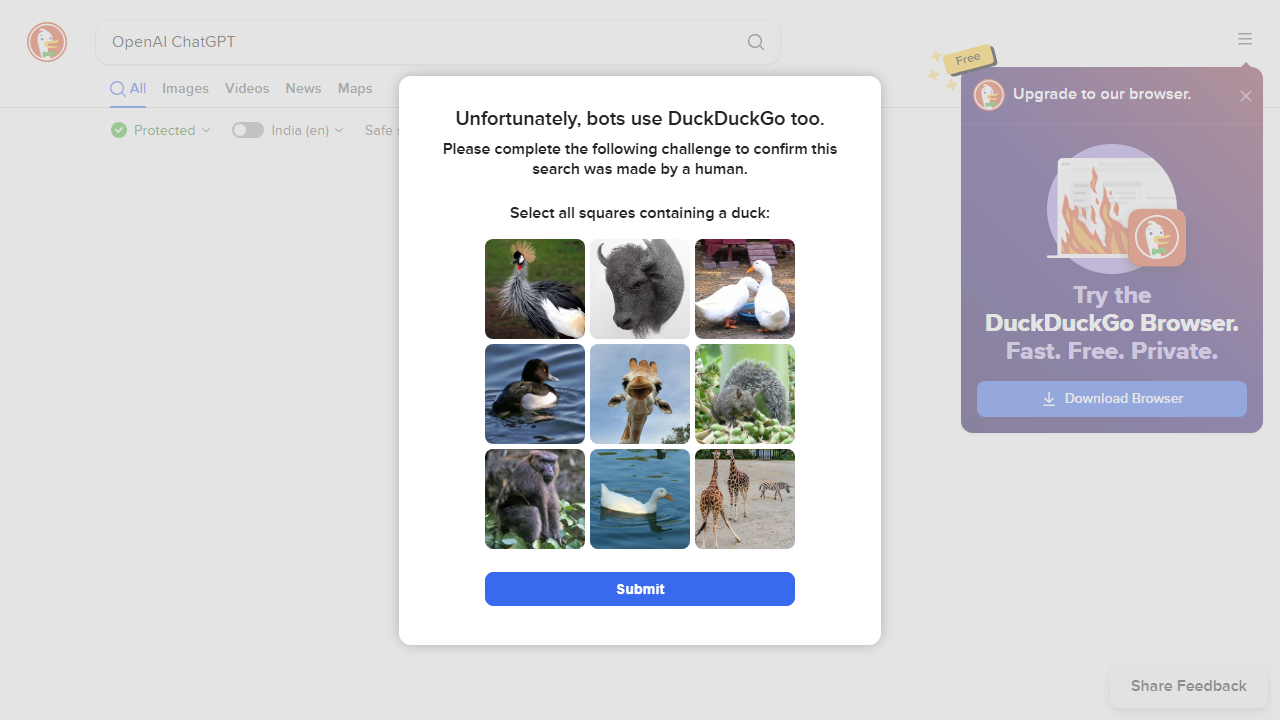 OpenAI ChatGPT
All
Images
Videos
News
Maps
Protected
India (en)
Safe s
Free
Upgrade to our browser.
Try the
DuckDuckGo Browser.
Fast. Free. Private.
Download Browser
Unfortunately, bots use DuckDuckGo too.
Please complete the following challenge to confirm this
search was made by a human.
Select all squares containing a duck:
Submit
Share Feedback